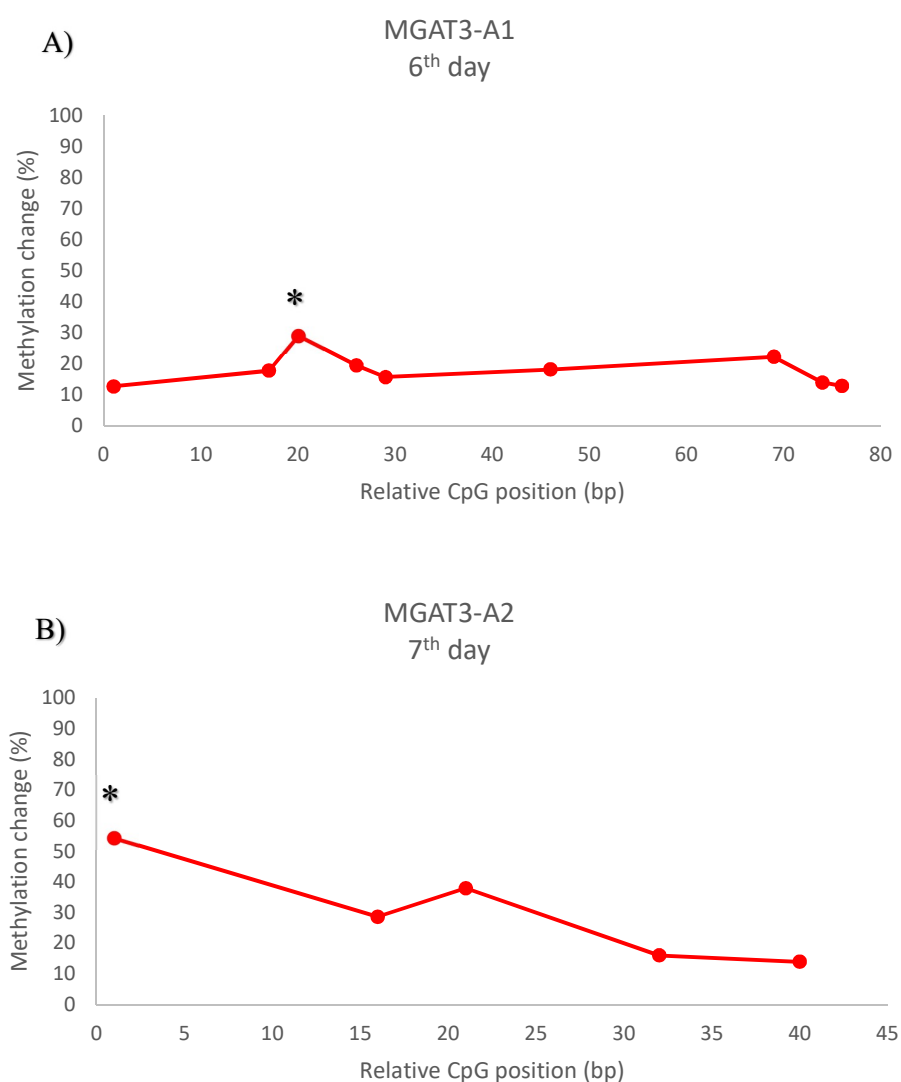 A)
MGAT3-A1
6th day
Methylation change (%)
100
90
80
70
60
50
40
30
20
10
0
*
0 10 20 30 40 50 60 70 80
Relative CpG position (bp)
B)
MGAT3-A2
7th day
Methylation change (%)
100
90
80
70
60
50
40
30
20
10
0
*
0 5 10 15 20 25 30 35 40 45
Relative CpG position (bp)